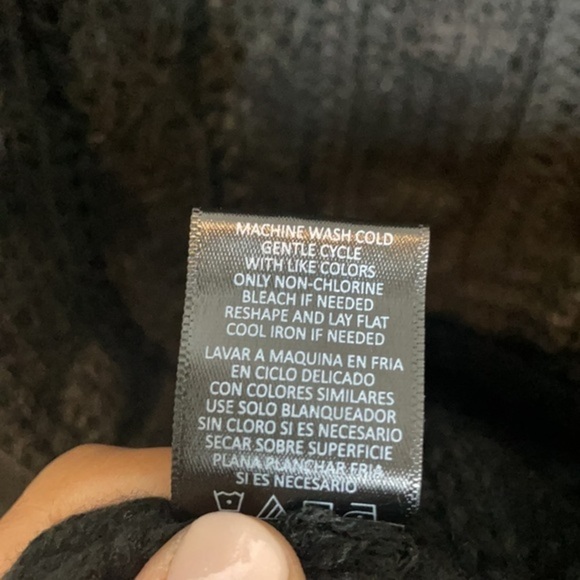 MACHINE WASH COLD
GENTLE CYCLE
WITH LIKE COLORS
ONLY NON-CHLORINE
BLEACH IF NEEDED
RESHAPE AND LAY FLAT
COOL IRON IF NEEDED
LAVAR A MAQUINA EN FRIA
EN CICLO DELICADO
CON COLORES SIMILARES
USE SOLO BLANQUEADOR
SIN CLORO SI ES NECESARIO
SECAR SOBRE SUPERFICIE
PLANA PLANCHAR FRIA
SI ES NECESARIO